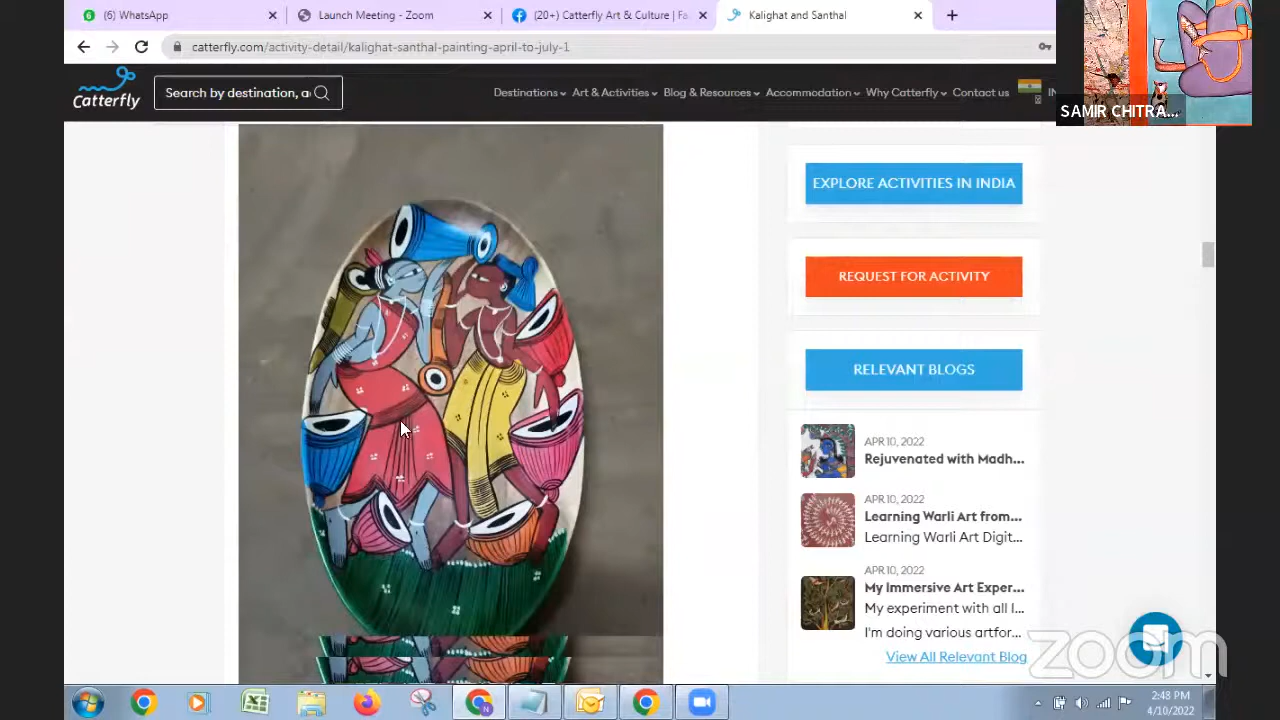 (6) WhatsApp
Launch Meeting - Zoom
(20+) Catterfly Art & Culture | Fa
Kalighat and Santhal
catterfly.com/activity-detail/kalighat-santhal-painting-april-to-july-1
SAMIR CHITRA...
Catterfly
Search by destination, a
Destinations
Art & Activities
Blog & Resources
Accommodation
Why Catterfly
Contact us
EXPLORE ACTIVITIES IN INDIA
REQUEST FOR ACTIVITY
RELEVANT BLOGS
APR 10, 2022
Rejuvenated with Madh...
APR 10, 2022
Learning Warli Art from...
Learning Warli Art Digit...
APR 10, 2022
My Immersive Art Exper...
My experiment with all I...
I'm doing various artfor...
View All Relevant Blog
zoom
2:48 PM
4/10/2022